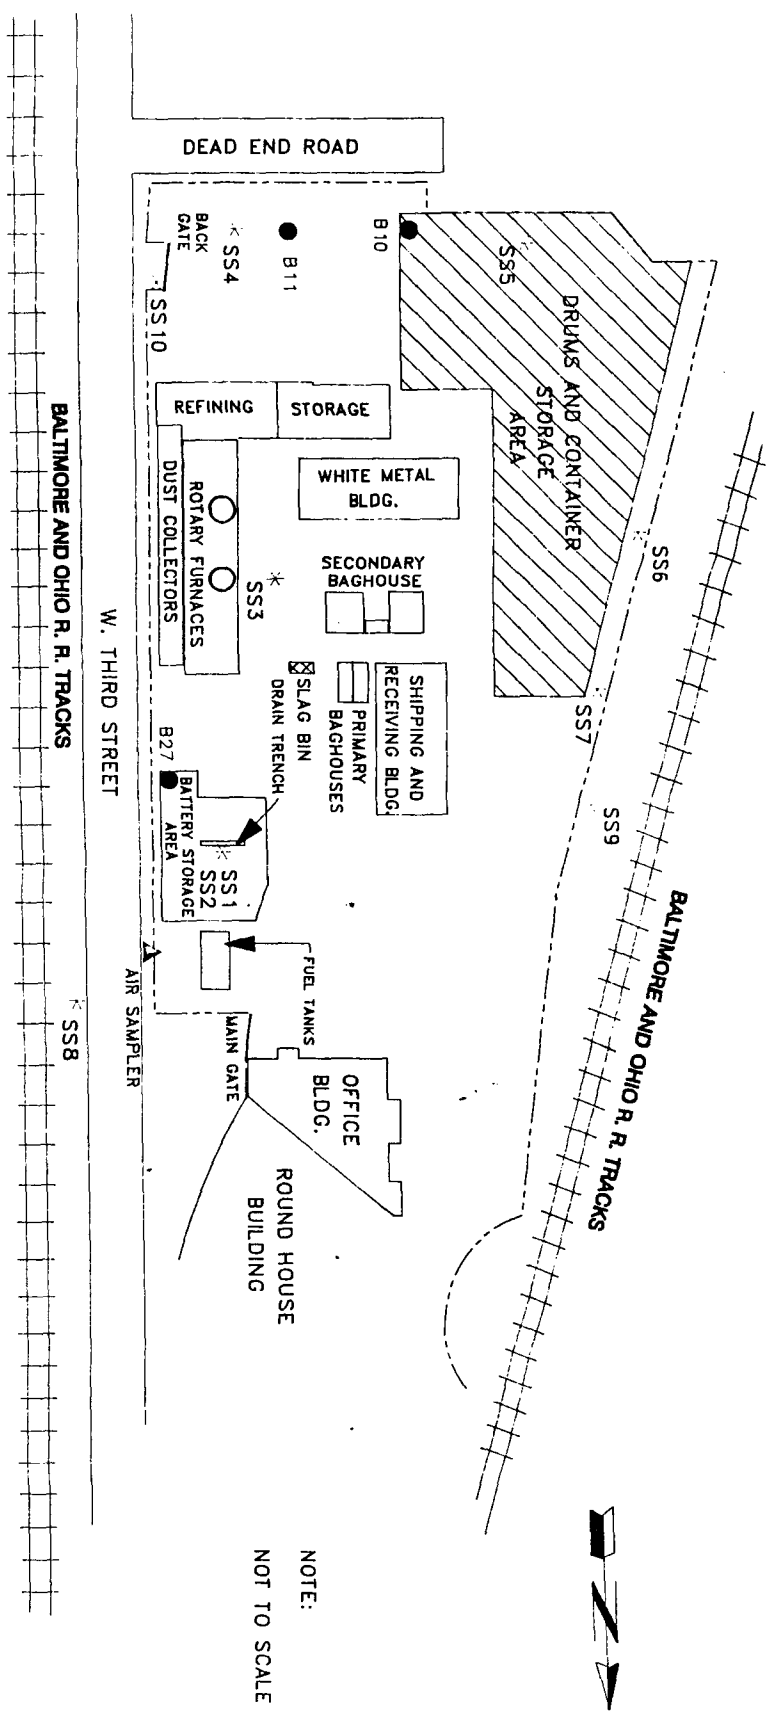 DEAD END ROAD
BACK
GATE
SS4
B11
B10
SS5
SS10
DRUMS AND CONTAINER
STORAGE
AREA
REFINING
STORAGE
WHITE METAL
BLDG.
DUST COLLECTORS
ROTARY FURNACES
SS3
SECONDARY
BAGHOUSE
SS6
BALTIMORE AND OHIO R. R. TRACKS
W. THIRD STREET
SLAG BIN
DRAIN TRENCH
PRIMARY
BAGHOUSES
SHIPPING AND
RECEIVING BLDG.
SS7
B27
BATTERY STORAGE
AREA
SS1
SS2
SS9
BALTIMORE AND OHIO R. R. TRACKS
FUEL TANKS
AIR SAMPLER
SS8
MAIN GATE
OFFICE
BLDG.
ROUND HOUSE
BUILDING
NOTE:
NOT TO SCALE
N